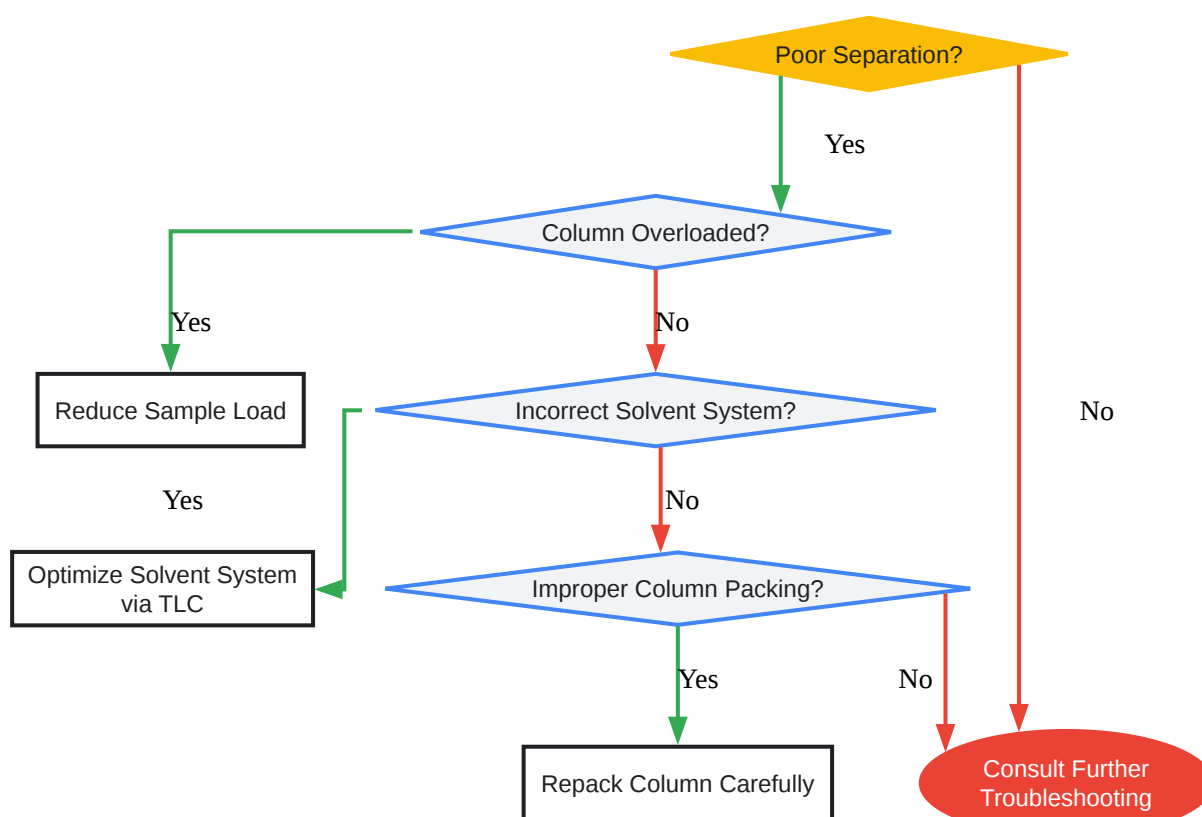 Poor Separation?
Yes
Column Overloaded?
Yes
No
Reduce Sample Load
Incorrect Solvent System?
No
Yes
No
Optimize Solvent System
via TLC
Improper Column Packing?
Yes
No
Repack Column Carefully
Consult Further
Troubleshooting